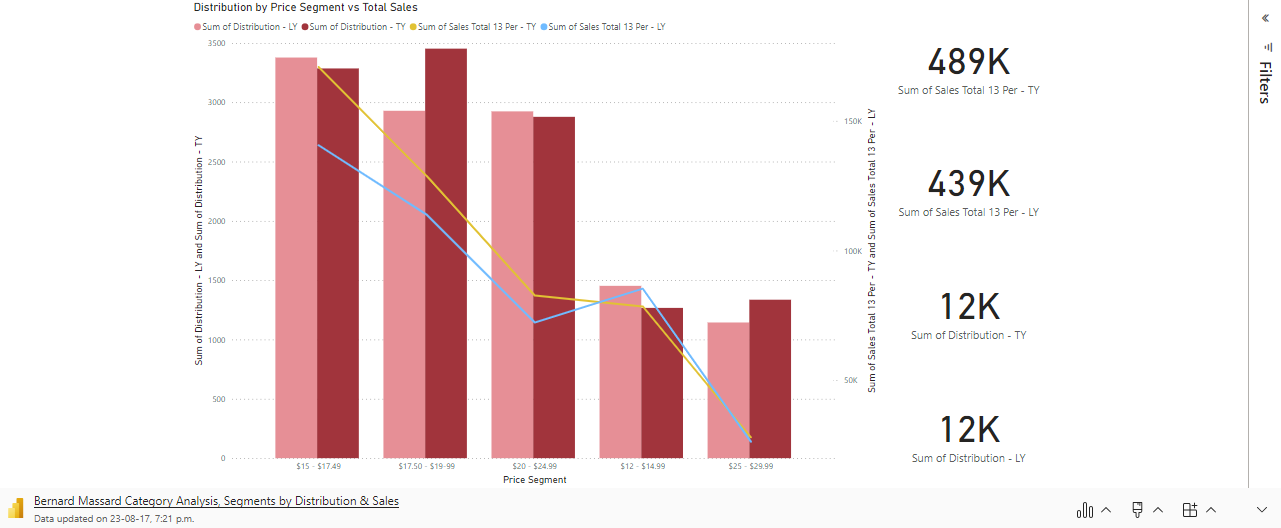 Distribution by Price Segment vs Total Sales
Sum of Distribution - LY Sum of Distribution - TY Sum of Sales Total 13 Per - TY Sum of Sales Total 13 Per - LY
Sum of Distribution - LY and Sum of Distribution - TY
3500
3000
2500
2000
1500
1000
500
0
150K
100K
50K
Sum of Sales Total 13 Per - TY and Sum of Sales Total 13 Per - LY
$15 - $17.49 $17.50 - $19-99 $20 - $24.99 $12 - $14.99 $25 - $29.99
Price Segment
489K
Sum of Sales Total 13 Per - TY
439K
Sum of Sales Total 13 Per - LY
12K
Sum of Distribution - TY
12K
Sum of Distribution - LY
Filters
Bernard Massard Category Analysis, Segments by Distribution & Sales
Data updated on 23-08-17, 7:21 p.m.